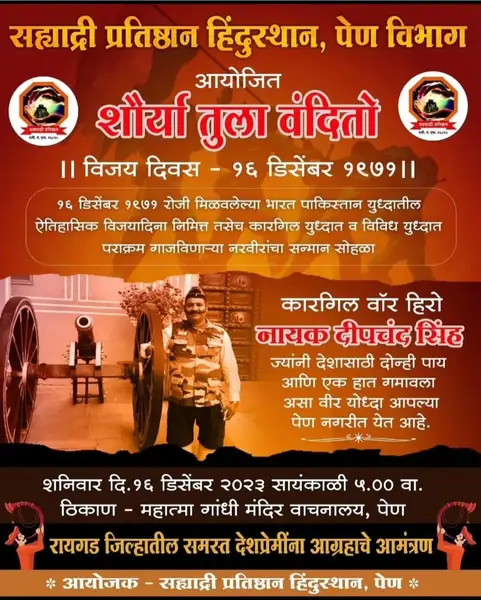 सह्याद्री प्रतिष्ठान हिंदुस्थान, पेण विभाग
आयोजित
शौर्या तुला वंदितो
|| विजय दिवस - १६ डिसेंबर १९७१||
१६ डिसेंबर १९७१ रोजी मिळवलेल्या भारत पाकिस्तान युध्दातील
ऐतिहासिक विजयादिना निमित्त तसेच कारगिल युध्दात व विविध युध्दात
पराक्रम गाजविणाऱ्या नरवीरांचा सन्मान सोहळा
कारगिल वॉर हिरो
नायक दीपचंद सिंह
ज्यांनी देशासाठी दोन्ही पाय
आणि एक हात गमावला
असा वीर योध्दा आपल्या
पेण नगरीत येत आहे.
शनिवार दि.१६ डिसेंबर २०२३ सायंकाळी ५.०० वा.
ठिकाण - महात्मा गांधी मंदिर वाचनालय, पेण
रायगड जिल्हातील समस्त देशप्रेमींना आग्रहाचे आमंत्रण
* आयोजक - सह्याद्री प्रतिष्ठान हिंदुस्थान, पेण *